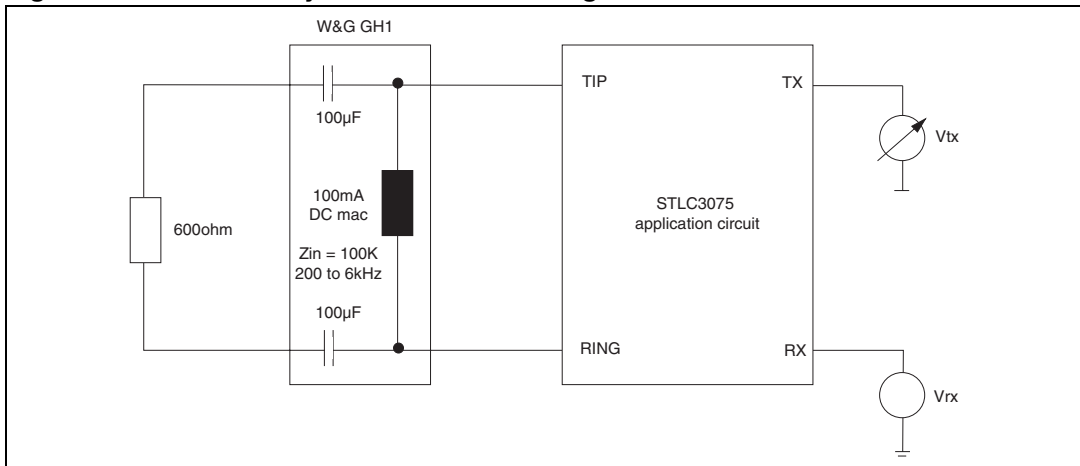 W&G GH1
TIP
TX
100µF
Vtx
100mA
DC mac
STLC3075
application circuit
600ohm
Zin = 100K
200 to 6kHz
100µF
RING
RX
Vrx